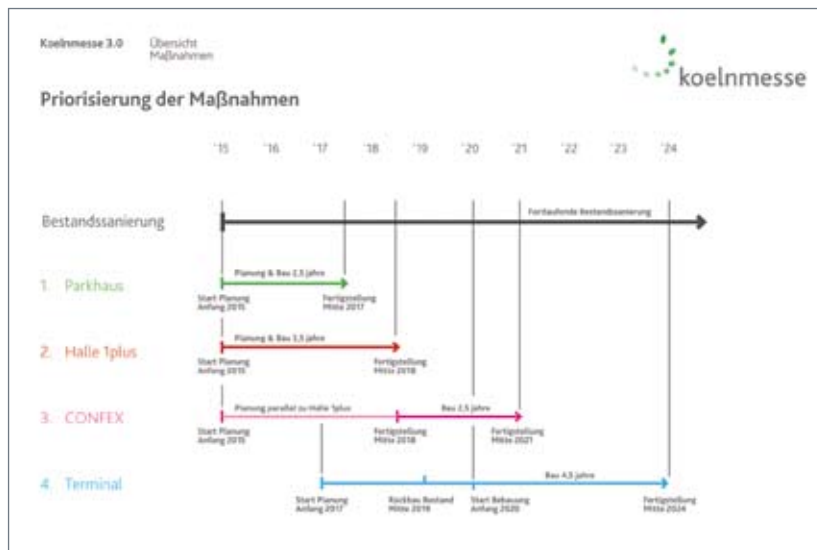 Koelnmesse 3.0 Übersicht
Maßnahmen
koelnmesse
Priorisierung der Maßnahmen
'15 '16 '17 '18 '19 '20 '21 '22 '23 '24
Bestandssanierung
Fortlaufende Bestandssanierung
1. Parkhaus
Planung & Bau 2,5 Jahre
Start Planung
Anfang 2015
Fertigstellung
Mitte 2017
2. Halle 1plus
Planung & Bau 3,5 Jahre
Start Planung
Anfang 2015
Fertigstellung
Mitte 2018
3. CONFEX
Planung parallel zu Halle 1plus
Bau 2,5 Jahre
Start Planung
Anfang 2015
Fertigstellung
Mitte 2018
Fertigstellung
Mitte 2021
4. Terminal
Bau 4,5 Jahre
Start Planung
Anfang 2017
Rückbau Bestand
Mitte 2019
Start Bebauung
Anfang 2020
Fertigstellung
Mitte 2024